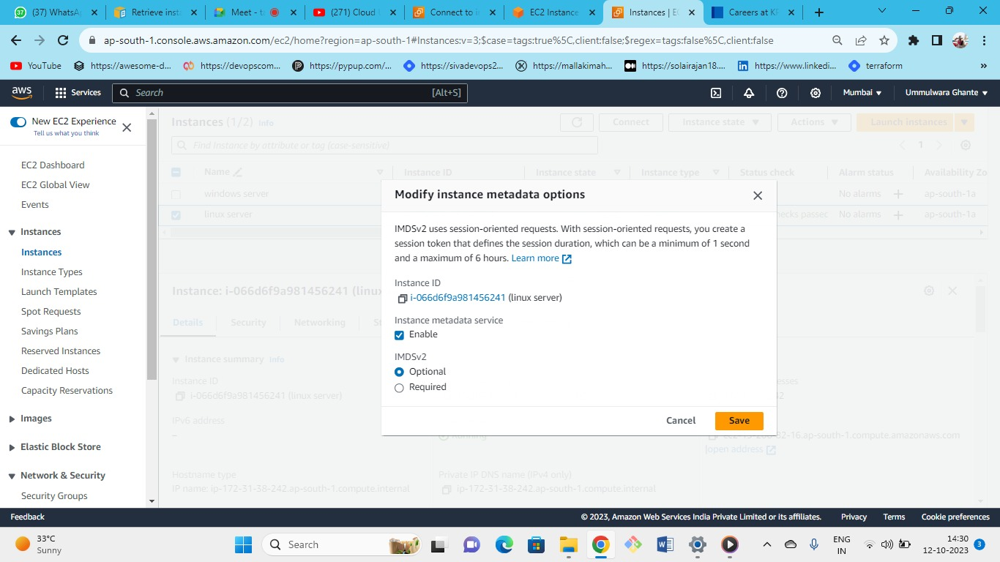 (37) WhatsA
Retrieve inst
Meet - ta
(271) Cloud
Connect to i
EC2 Instance
Instances | EC
Careers at KP
ap-south-1.console.aws.amazon.com/ec2/home?region=ap-south-1#Instances:v=3;$case=tags:true%5C,client:false;$regex=tags:false%5C,client:false
YouTube
https://awesome-d...
https://devopscom...
https://pypup.com/...
https://sivadevops2...
https://mallakimah...
https://solairajan18....
https://www.linkedi...
terraform
»
aws
Services
Search
[Alt+S]
Mumbai
Ummulwara Ghante
New EC2 Experience
Tell us what you think
EC2 Dashboard
EC2 Global View
Events
Instances
Instances
Instance Types
Launch Templates
Spot Requests
Savings Plans
Reserved Instances
Dedicated Hosts
Capacity Reservations
Images
Elastic Block Store
Network & Security
Security Groups
Instances (1/2) Info
Connect
Instance state
Actions
Launch instances
Find Instance by attribute or tag (case-sensitive)
1
Name
Instance ID
Instance state
Instance type
Status check
Alarm status
Availability Zo
windows server
No alarms
ap-south-1a
linux server
hecks passec
No alarms
ap-south-1a
Modify instance metadata options
IMDSv2 uses session-oriented requests. With session-oriented requests, you create a
session token that defines the session duration, which can be a minimum of 1 second
and a maximum of 6 hours. Learn more
Instance ID
i-066d6f9a981456241 (linux server)
Instance metadata service
Enable
IMDSv2
Optional
Required
Cancel
Save
Instance: i-066d6f9a981456241 (linu
Details
Security
Networking
St
Instance summary Info
Instance ID
esses
i-066d6f9a981456241 (linux server)
42
IPv6 address
–
Running
82-16.ap-south-1.compute.amazonaws.com
|open address
Hostname type
IP name: ip-172-31-38-242.ap-south-1.compute.internal
Private IP DNS name (IPv4 only)
ip-172-31-38-242.ap-south-1.compute.internal
Feedback
© 2023, Amazon Web Services India Private Limited or its affiliates.
Privacy
Terms
Cookie preferences
33°C
Sunny
Search
ENG
IN
14:30
12-10-2023
3